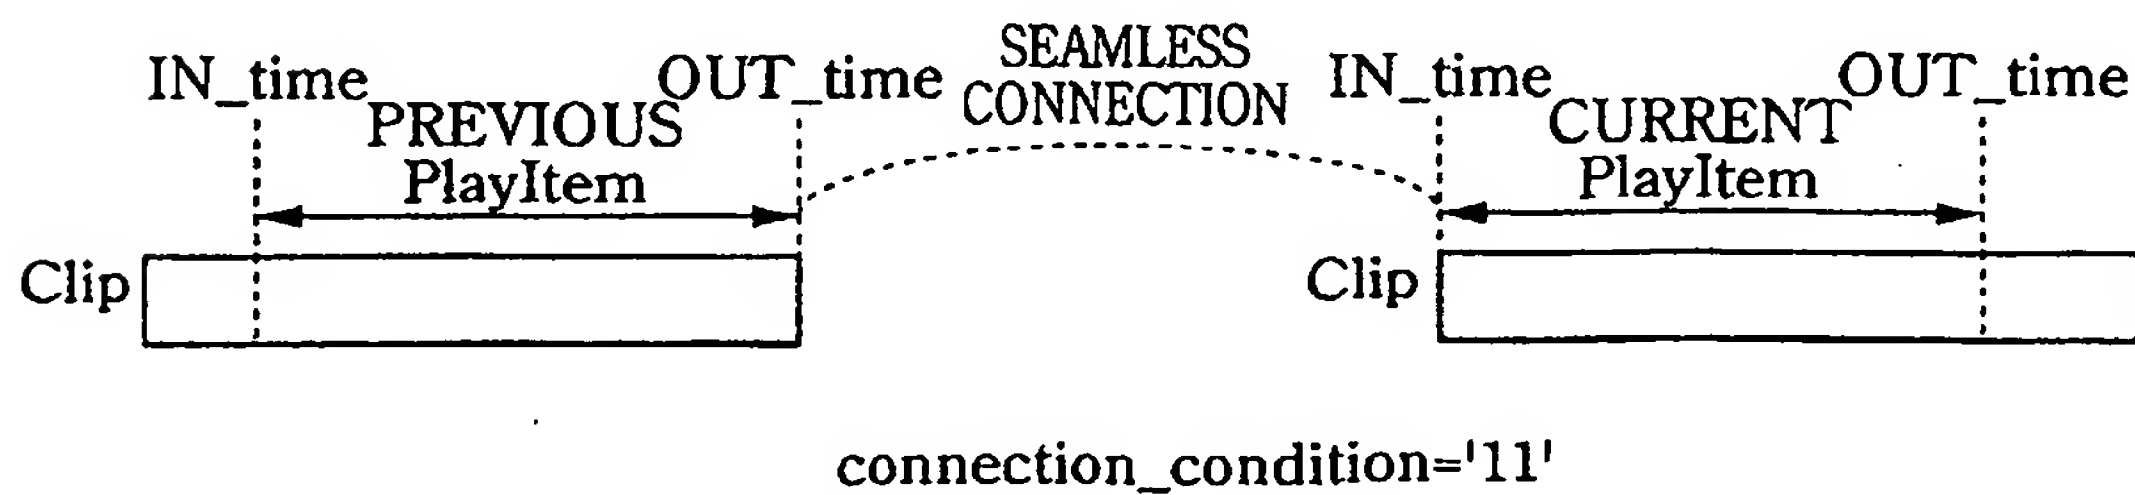 IN_time
PREVIOUS
PlayItem
OUT_time
SEAMLESS
CONNECTION
IN_time
CURRENT
PlayItem
OUT_time
Clip
Clip
connection_condition='11'